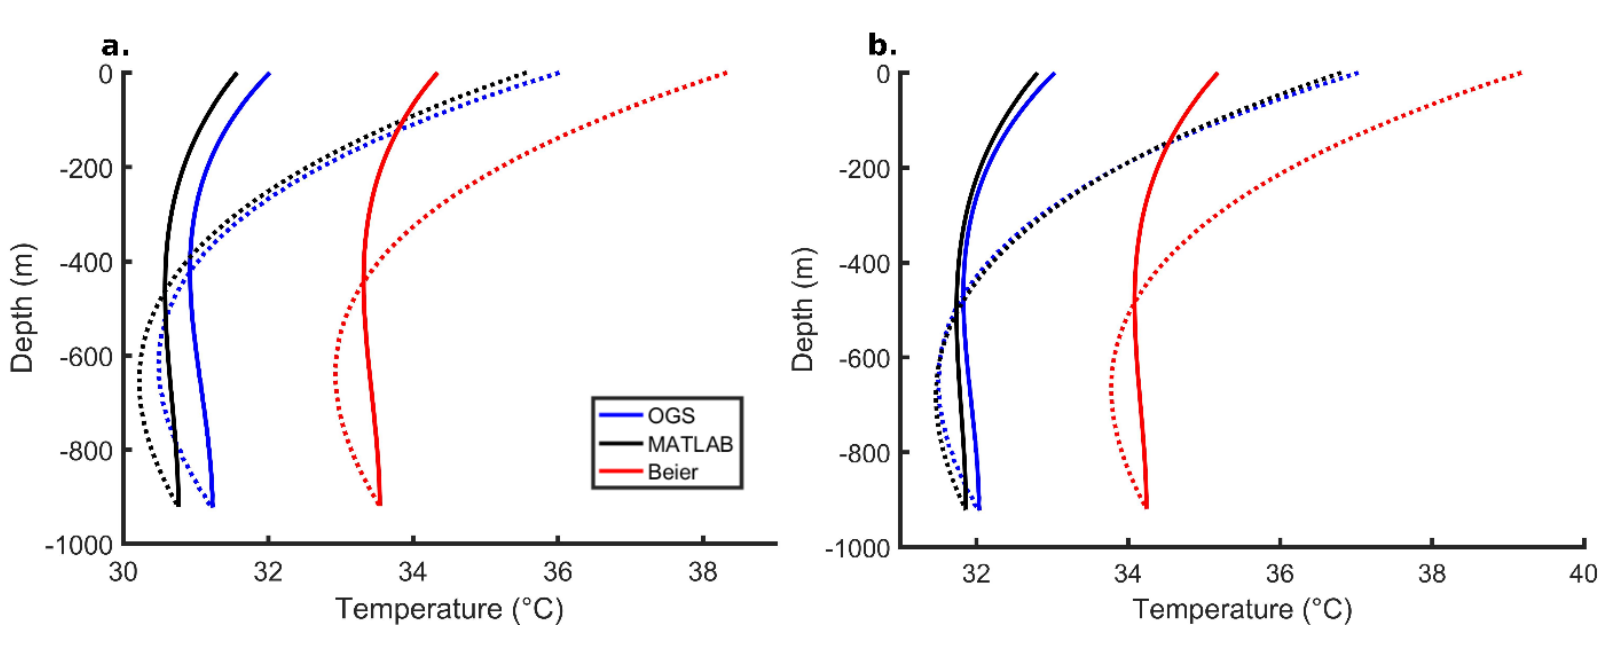 a.
0
-200
-400
-600
-800
-1000
Depth (m)
30 32 34 36 38
Temperature (°C)
OGS
MATLAB
Beier
b.
0
-200
-400
-600
-800
-1000
Depth (m)
32 34 36 38 40
Temperature (°C)